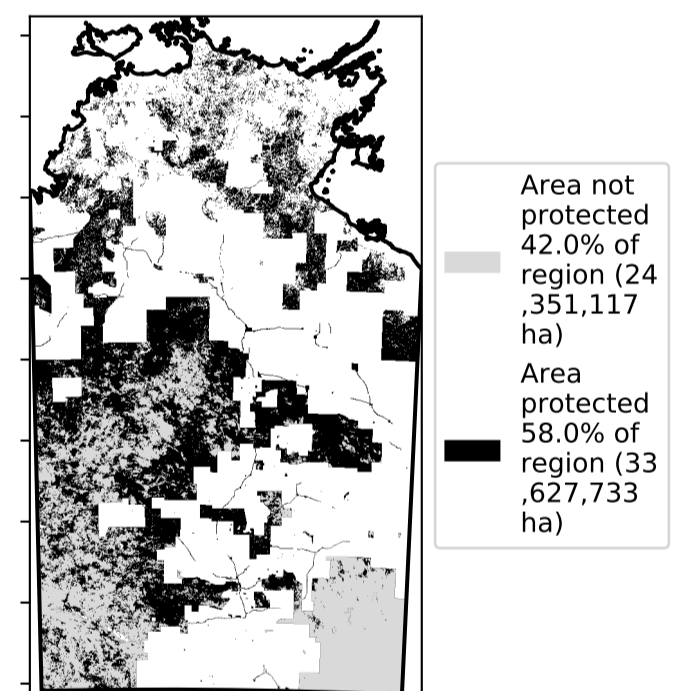 Area not
protected
42.0% of
region (24
,351,117
ha)
Area
protected
58.0% of
region (33
,627,733
ha)